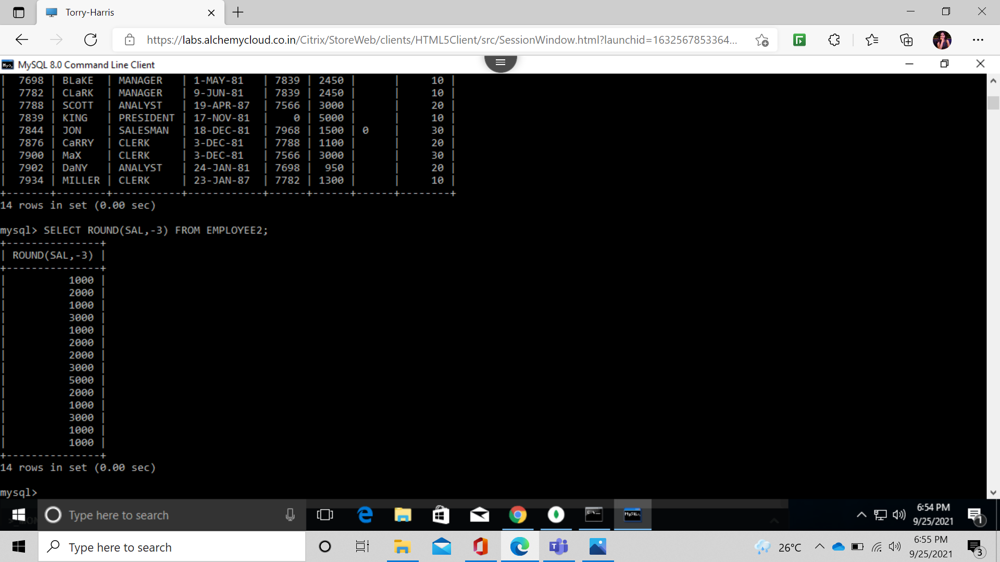 Torry-Harris
https://labs.alchemycloud.co.in/Citrix/StoreWeb/clients/HTML5Client/src/SessionWindow.html?launchid=1632567853364...
MySQL 8.0 Command Line Client
| 7698 | BLaKE | MANAGER | 1-MAY-81 | 7839 | 2450 | | 10 |
| 7782 | CLaRK | MANAGER | 9-JUN-81 | 7839 | 2450 | | 10 |
| 7788 | SCOTT | ANALYST | 19-APR-87 | 7566 | 3000 | | 20 |
| 7839 | KING | PRESIDENT | 17-NOV-81 | 0 | 5000 | | 10 |
| 7844 | JON | SALESMAN | 18-DEC-81 | 7968 | 1500 | 0 | 30 |
| 7876 | CaRRY | CLERK | 3-DEC-81 | 7788 | 1100 | | 20 |
| 7900 | MaX | CLERK | 3-DEC-81 | 7566 | 3000 | | 30 |
| 7902 | DaNY | ANALYST | 24-JAN-81 | 7698 | 950 | | 20 |
| 7934 | MILLER | CLERK | 23-JAN-87 | 7782 | 1300 | | 10 |
+-------+--------+-----------+------------+------+------+------+--------+
14 rows in set (0.00 sec)
mysql> SELECT ROUND(SAL,-3) FROM EMPLOYEE2;
+---------------+
| ROUND(SAL,-3) |
+---------------+
| 1000 |
| 2000 |
| 1000 |
| 3000 |
| 1000 |
| 2000 |
| 2000 |
| 3000 |
| 5000 |
| 2000 |
| 1000 |
| 3000 |
| 1000 |
| 1000 |
+---------------+
14 rows in set (0.00 sec)
mysql>
Type here to search
6:54 PM
9/25/2021
1
Type here to search
26°C
6:55 PM
9/25/2021
3